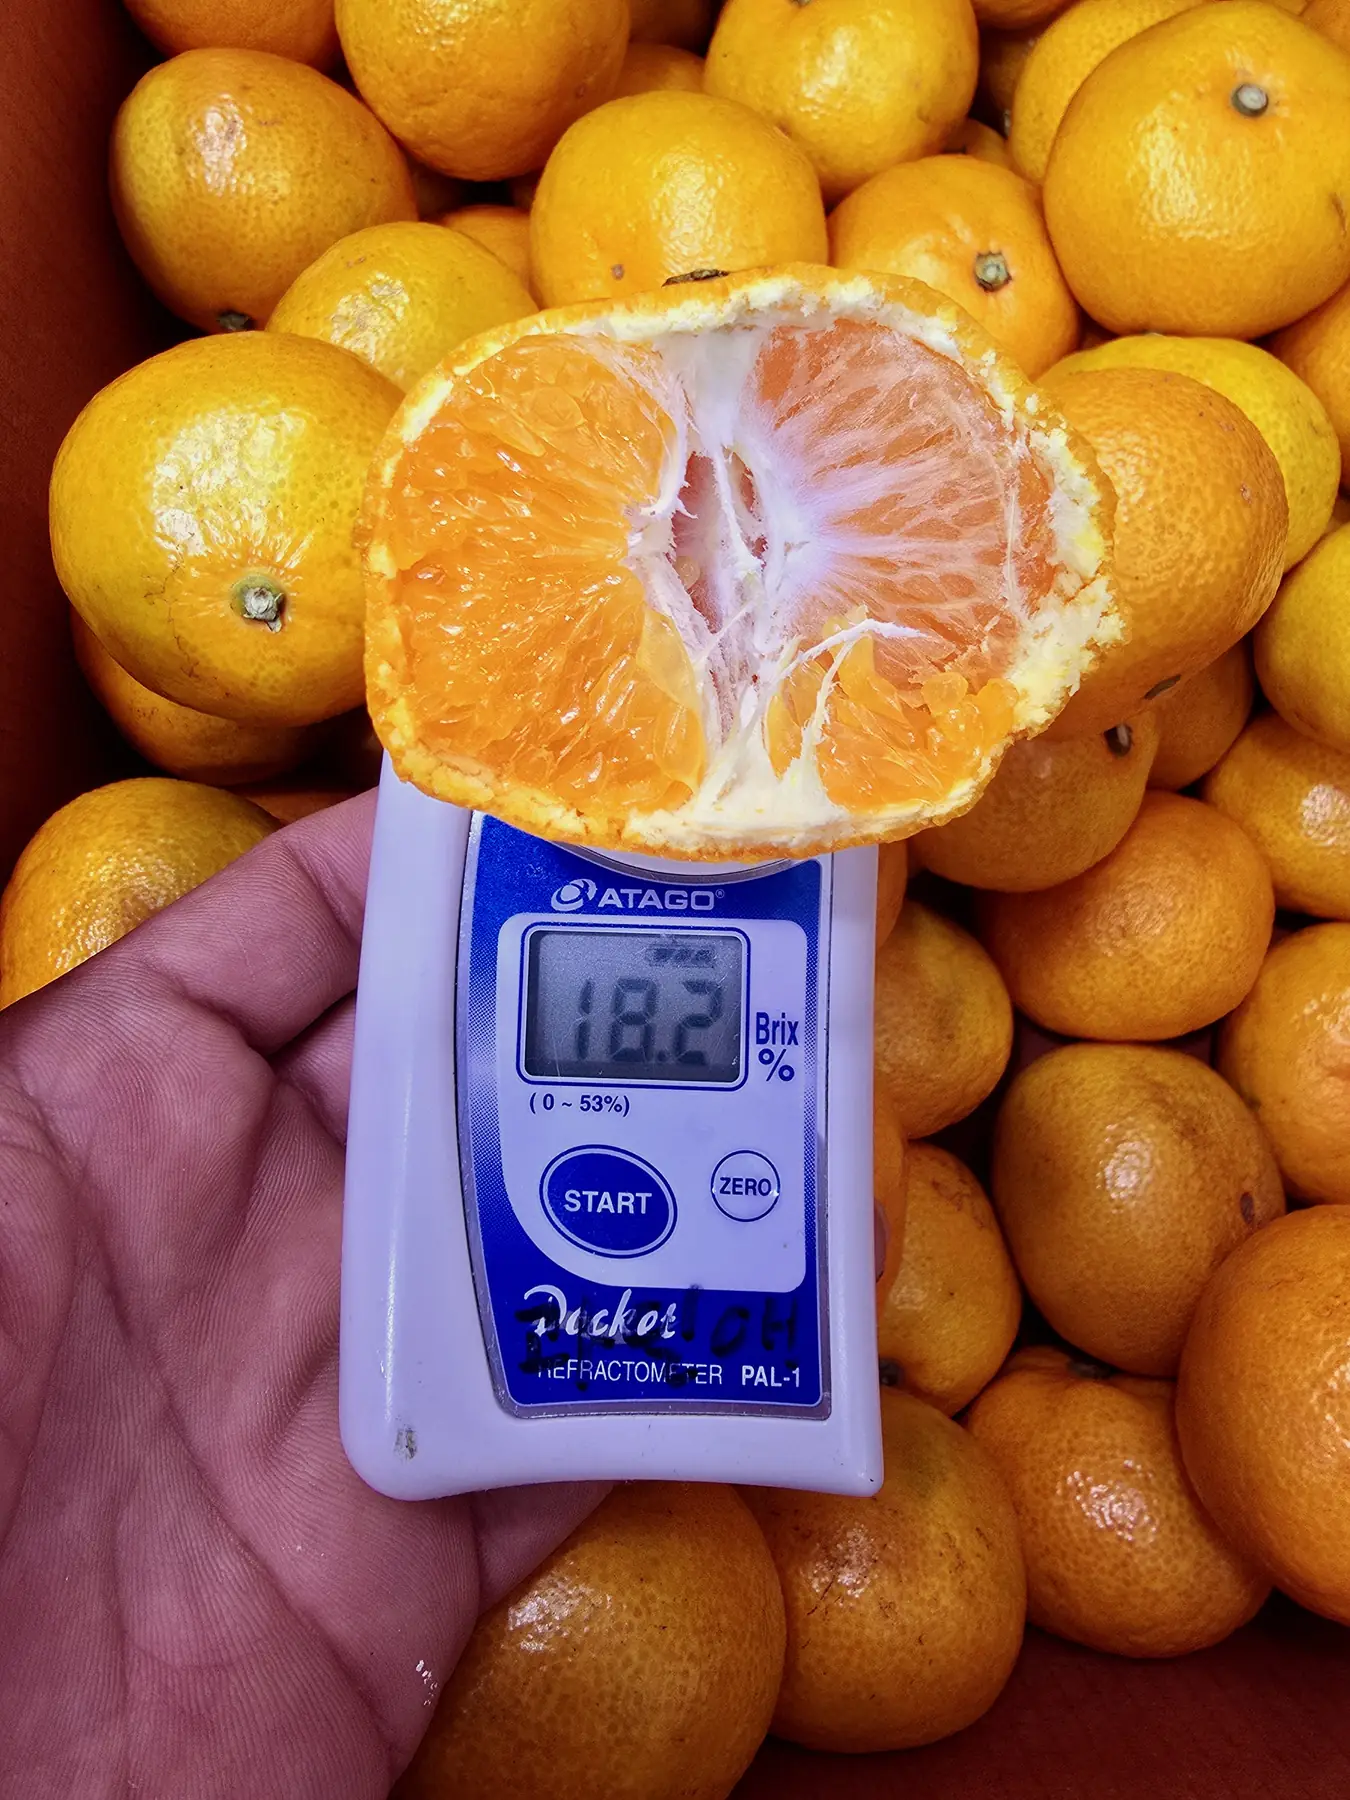 ATAGO®
18.2
Brix
%
( 0 ~ 53%)
START
ZERO
Pocket
REFRACTOMETER PAL-1